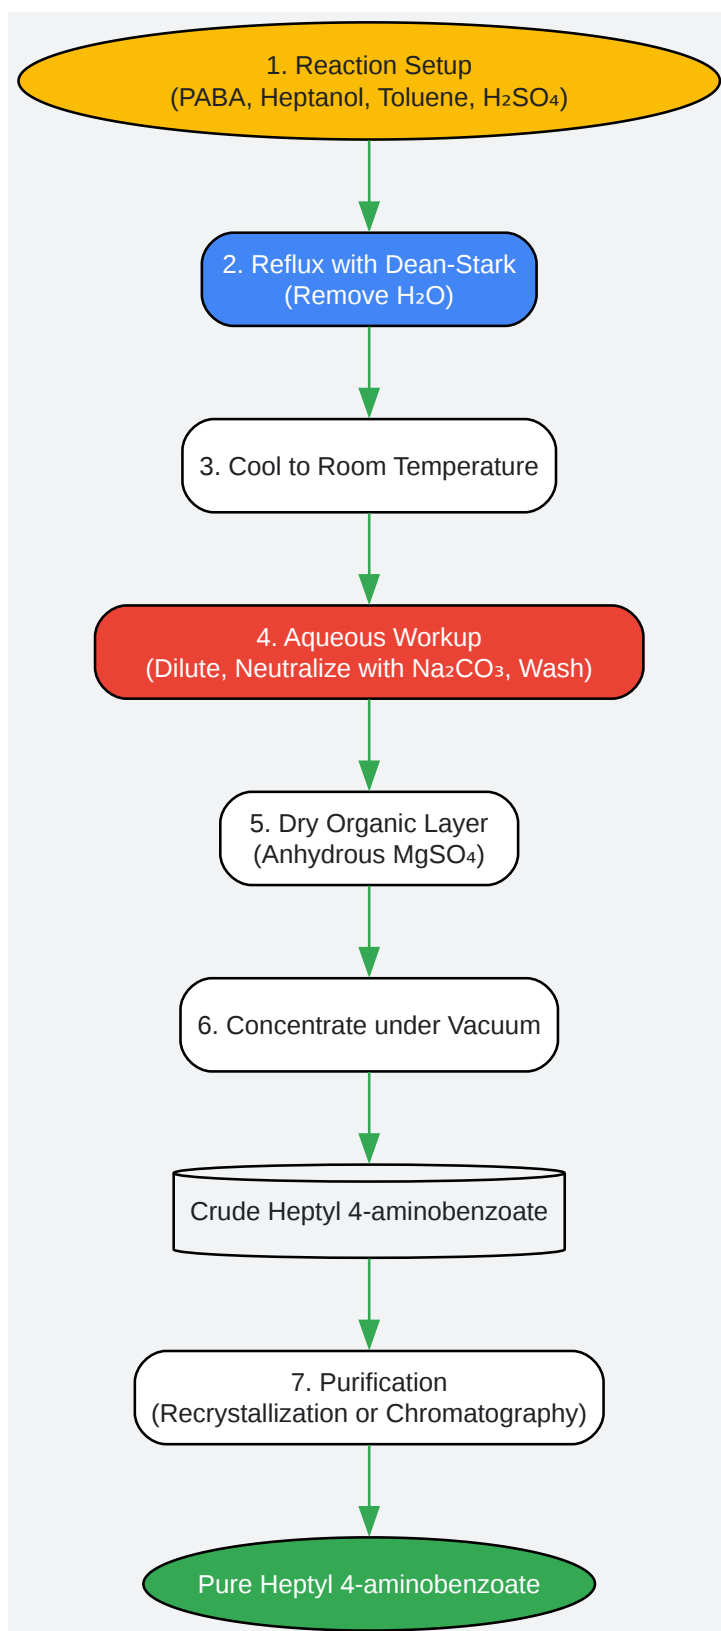 1. Reaction Setup
(PABA, Heptanol, Toluene, H₂SO₄)
2. Reflux with Dean-Stark
(Remove H₂O)
3. Cool to Room Temperature
4. Aqueous Workup
(Dilute, Neutralize with Na₂CO₃, Wash)
5. Dry Organic Layer
(Anhydrous MgSO₄)
6. Concentrate under Vacuum
Crude Heptyl 4-aminobenzoate
7. Purification
(Recrystallization or Chromatography)
Pure Heptyl 4-aminobenzoate